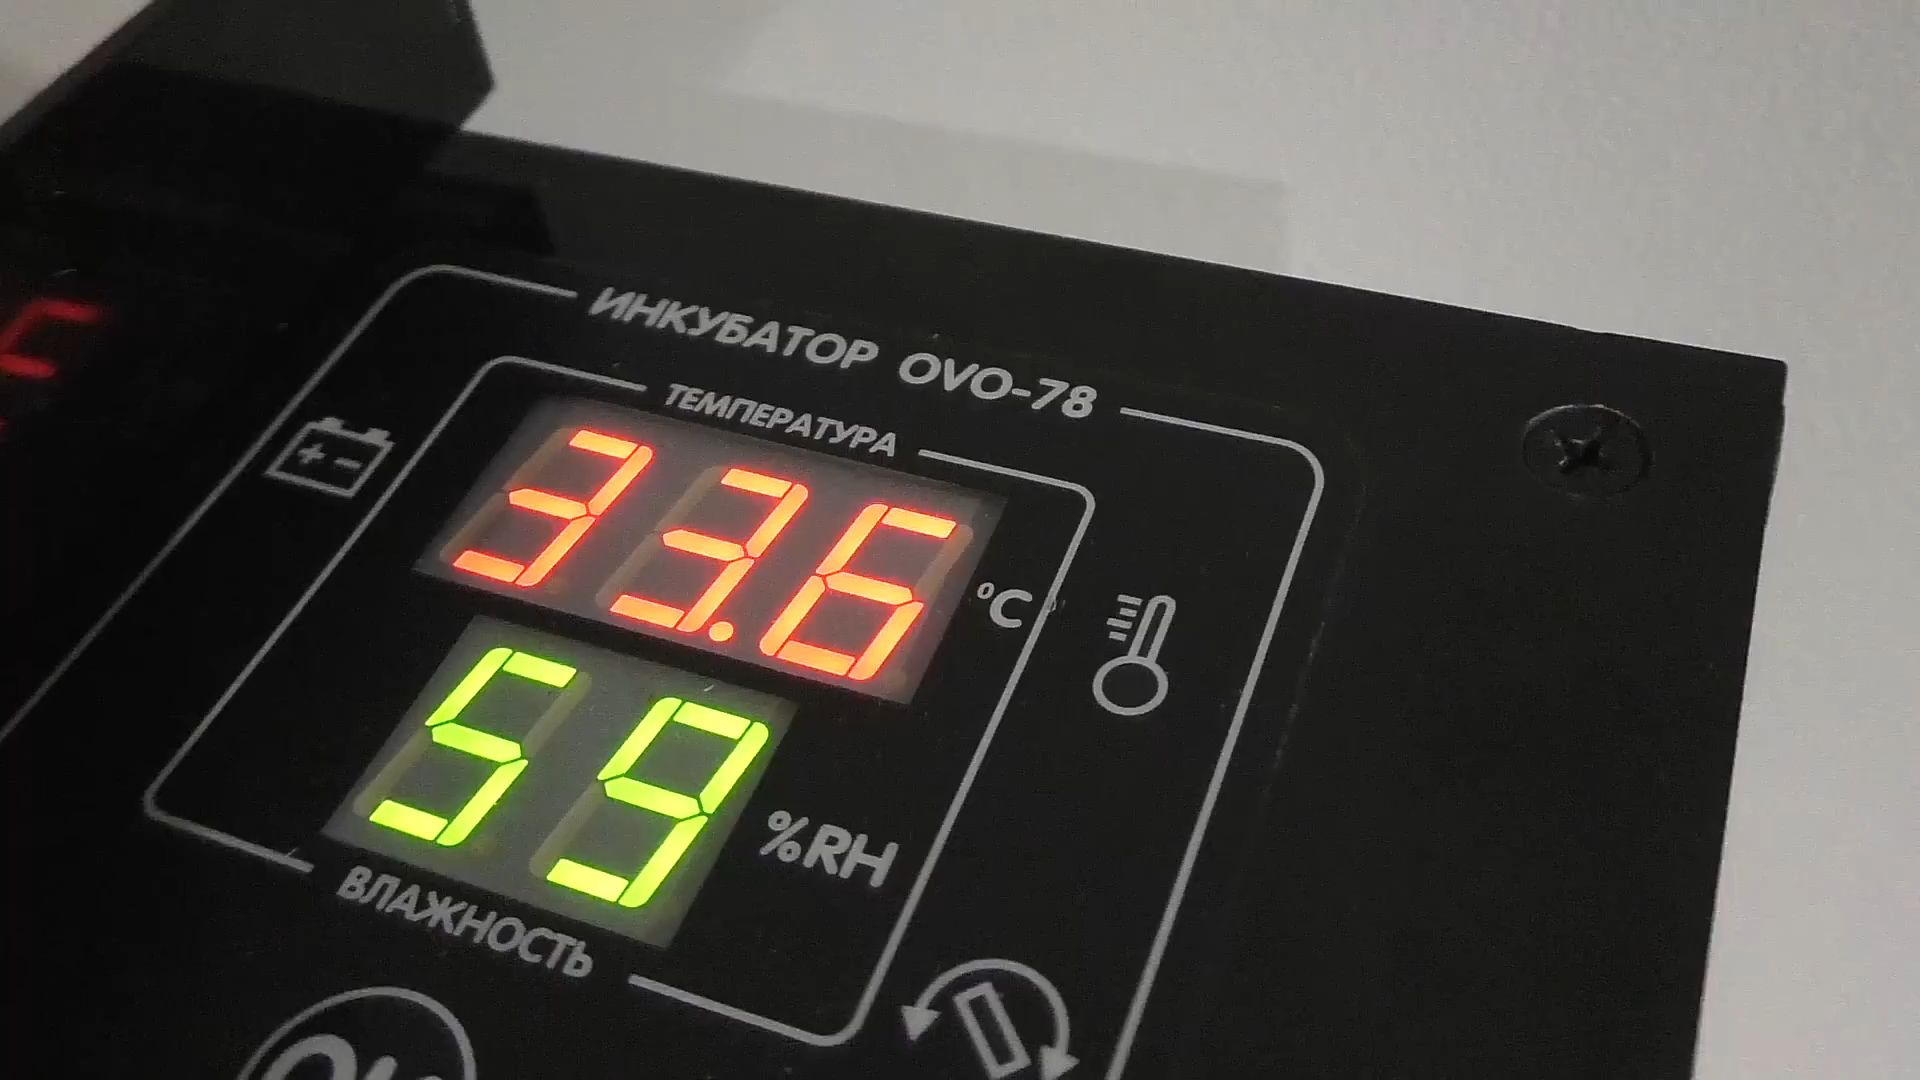 ИНКУБАТОР OVO-78
ТЕМПЕРАТУРА
33.6 °C
59 %RH
ВЛАЖНОСТЬ